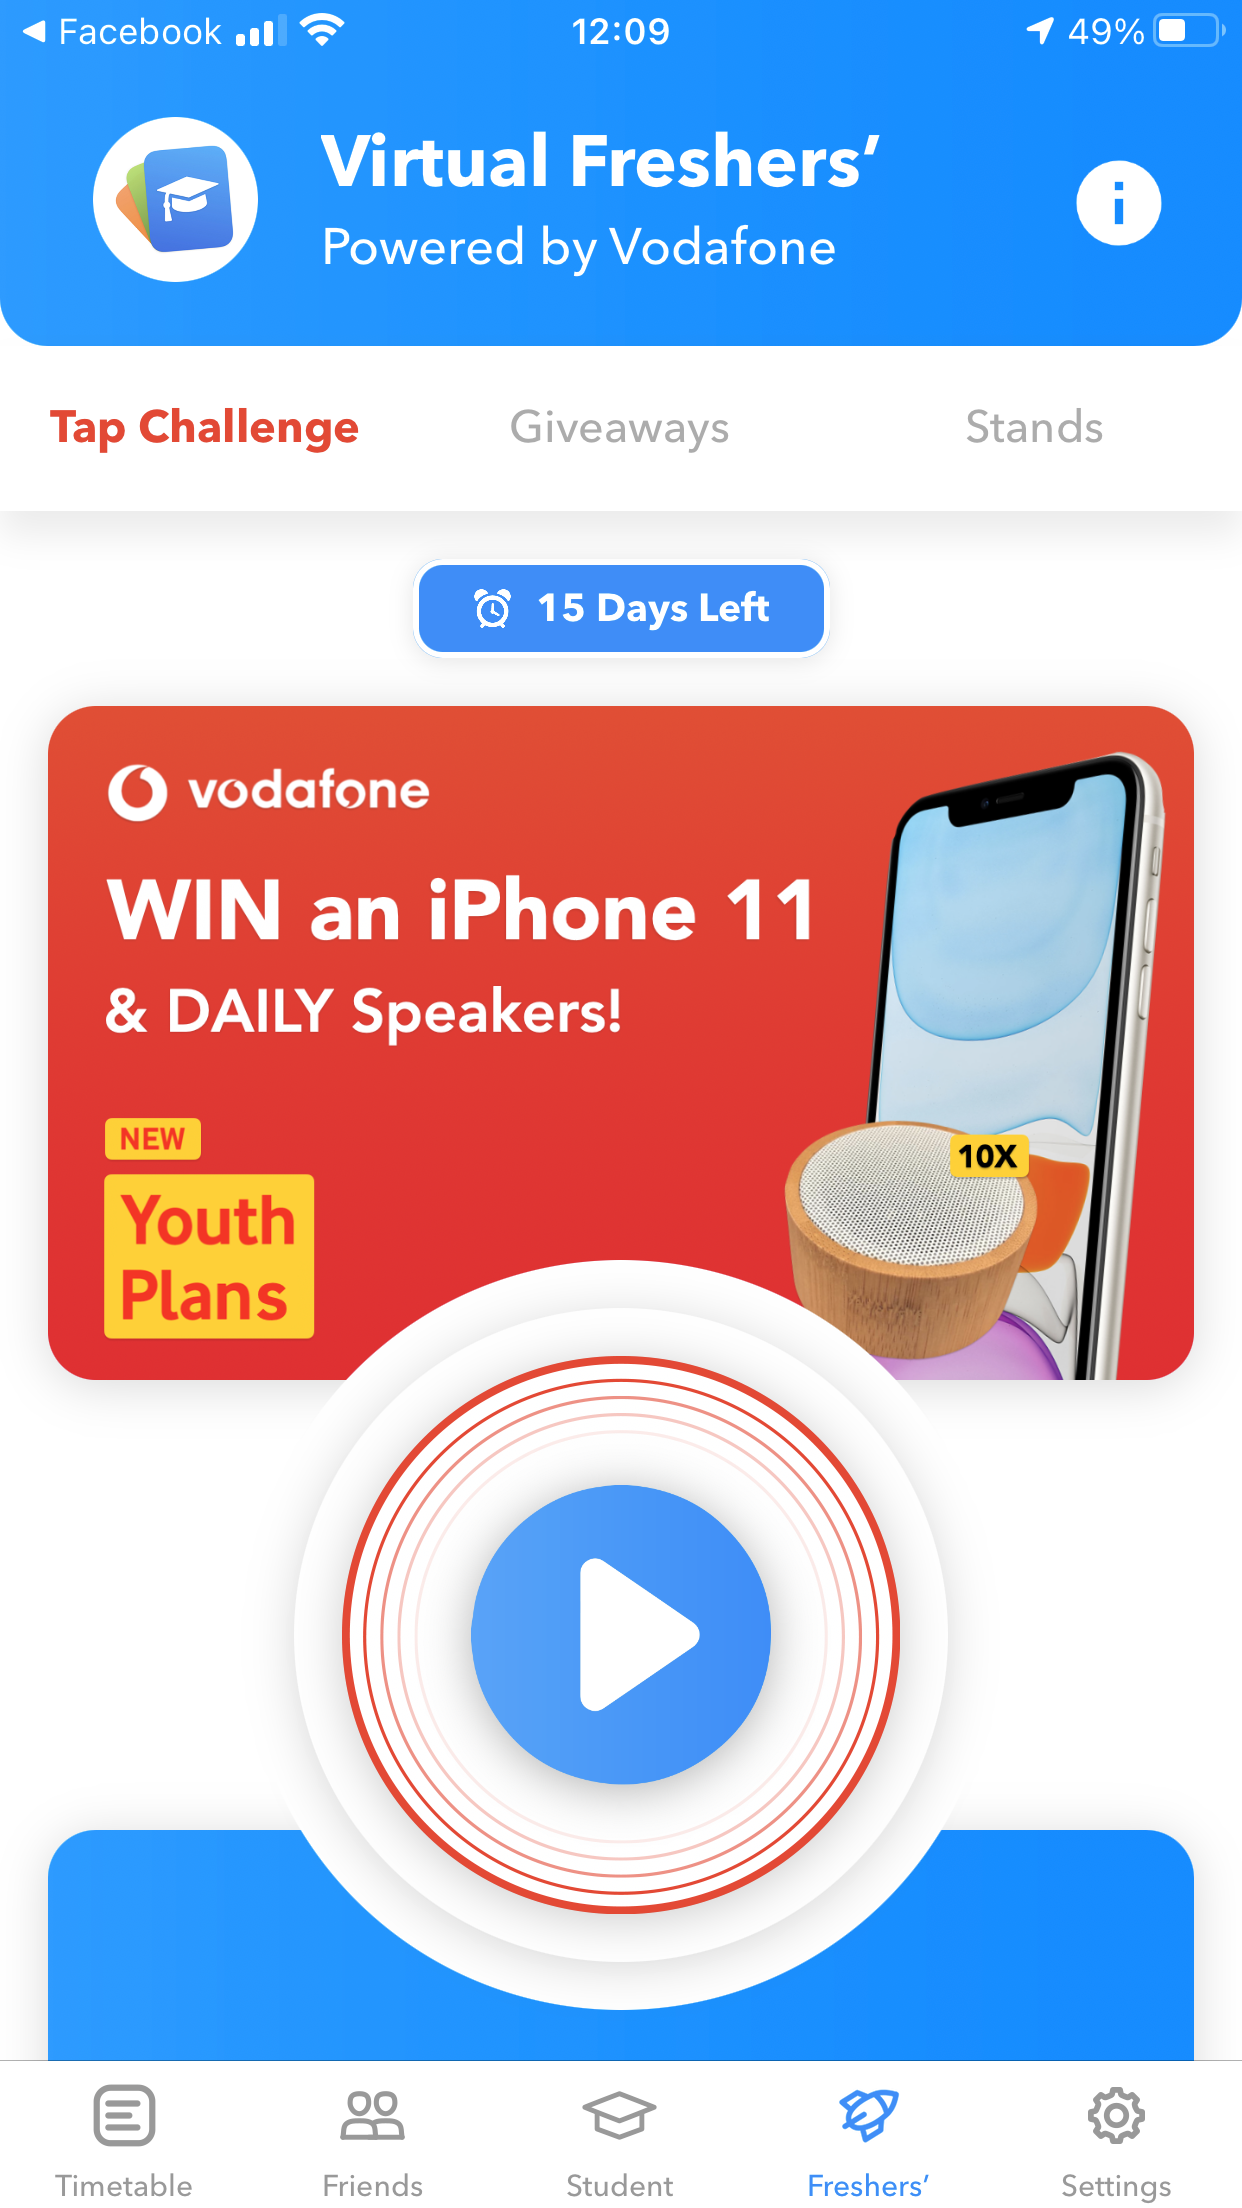 Facebook
12:09
49%
Virtual Freshers’
Powered by Vodafone
Tap Challenge
Giveaways
Stands
15 Days Left
vodafone
WIN an iPhone 11
& DAILY Speakers!
NEW
Youth
Plans
10X
Timetable
Friends
Student
Freshers’
Settings